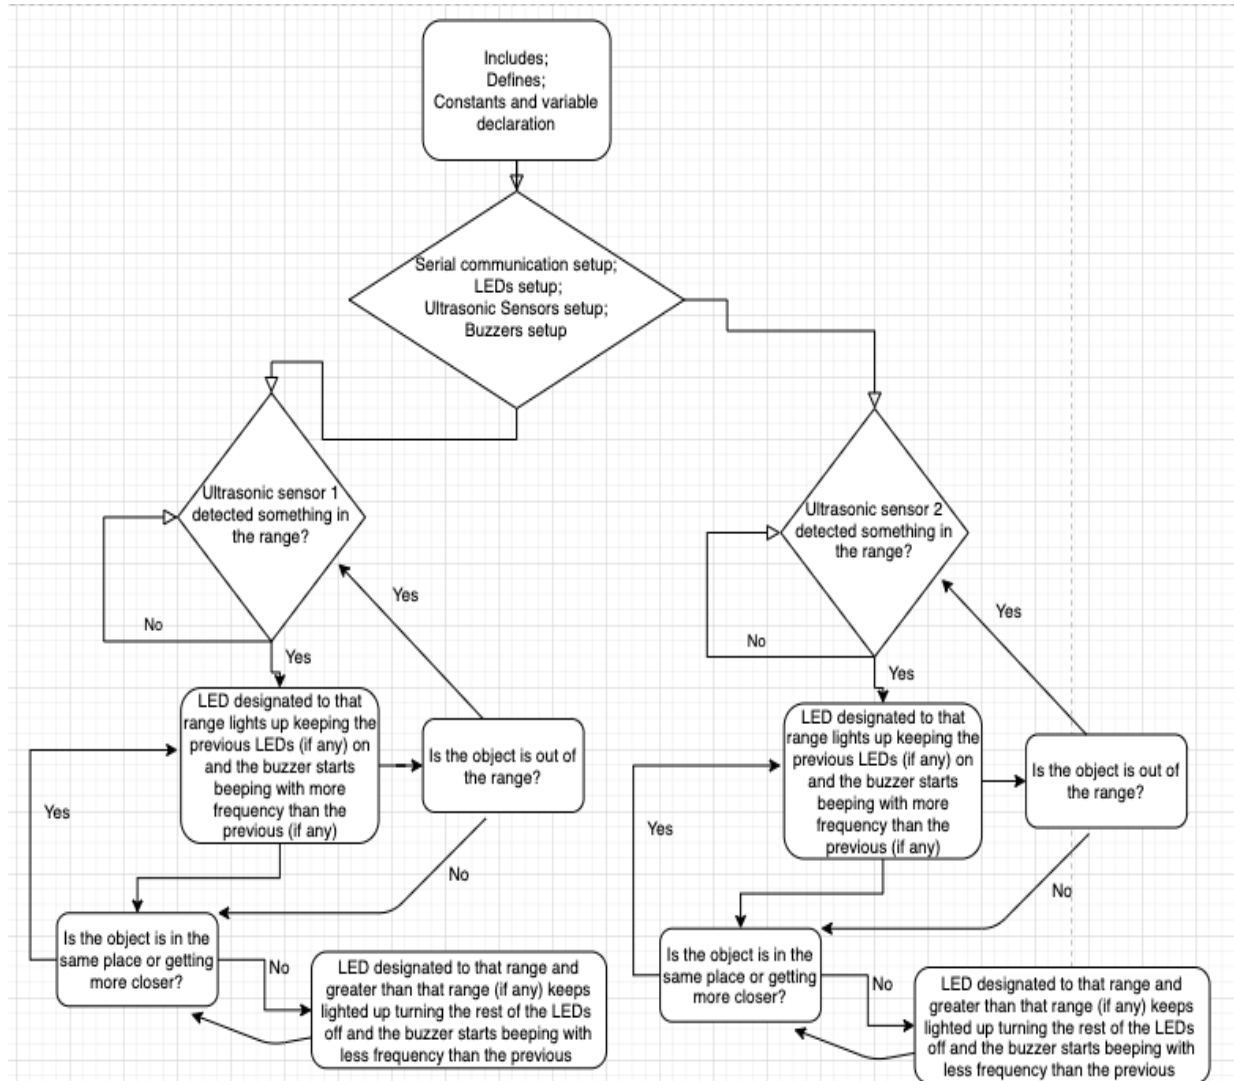 Includes;
Defines;
Constants and variable
declaration
Serial communication setup;
LEDs setup;
Ultrasonic Sensors setup;
Buzzers setup
Ultrasonic sensor 1
detected something in
the range?
No
Yes
Yes
LED designated to that
range lights up keeping the
previous LEDs (if any) on
and the buzzer starts
beeping with more
frequency than the
previous (if any)
Is the object is out of
the range?
Yes
No
Is the object is in the
same place or getting
more closer?
No
LED designated to that range and
greater than that range (if any) keeps
lighted up turning the rest of the LEDs
off and the buzzer starts beeping with
less frequency than the previous
Ultrasonic sensor 2
detected something in
the range?
No
Yes
Yes
LED designated to that
range lights up keeping the
previous LEDs (if any) on
and the buzzer starts
beeping with more
frequency than the
previous (if any)
Is the object is out of
the range?
Yes
No
Is the object is in the
same place or getting
more closer?
No
LED designated to that range and
greater than that range (if any) keeps
lighted up turning the rest of the LEDs
off and the buzzer starts beeping with
less frequency than the previous